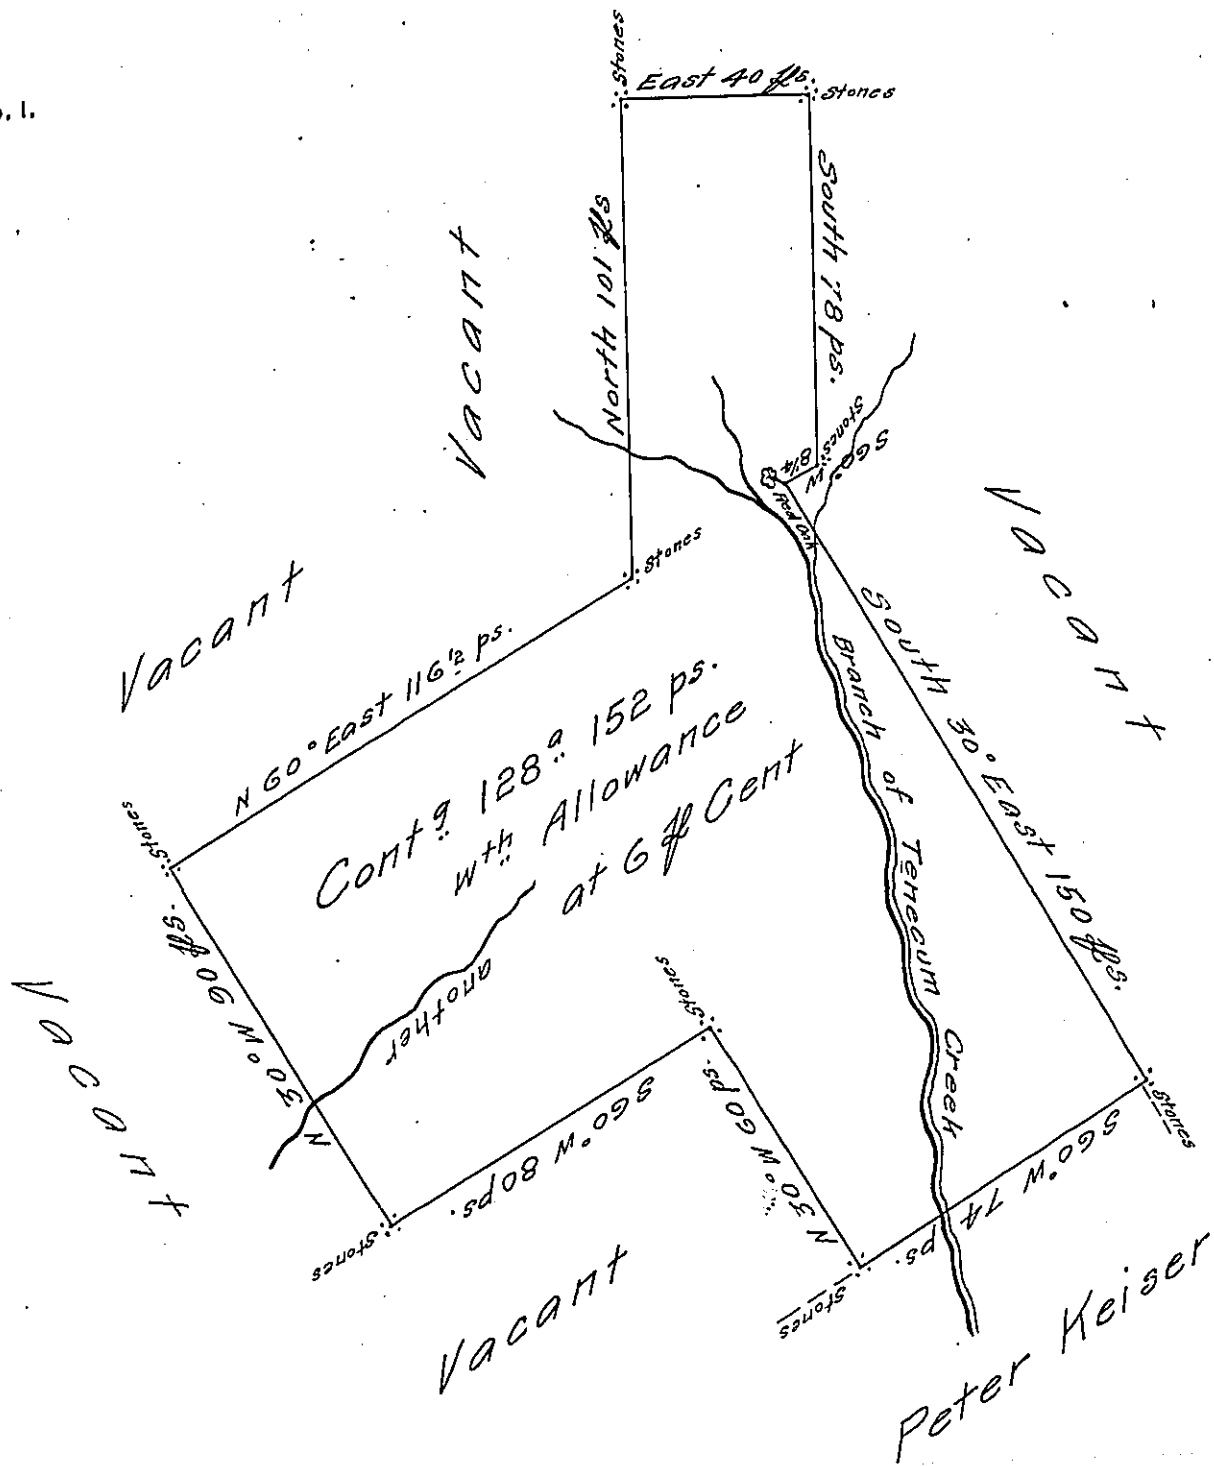 Stones
East 40 ps.
Stones
North 101 ps
South 78 ps.
Vacant
Stones
S 60° W
8¼
Red Oak
Stones
Vacant
Vacant
South 30° East 150 ps.
Branch of Tenecum Creek
N 60° East 116½ ps.
Cont.g 128.a 152 ps.
Wth Allowance
at 6 ⅌ Cent
Stones
N 30° W 90 ps.
another
Vacant
Stones
N 30° W 60 ps.
S 60° W 80 ps.
Stones
S 60° W 74 ps.
Stones
Stones
Vacant
Peter Keiser